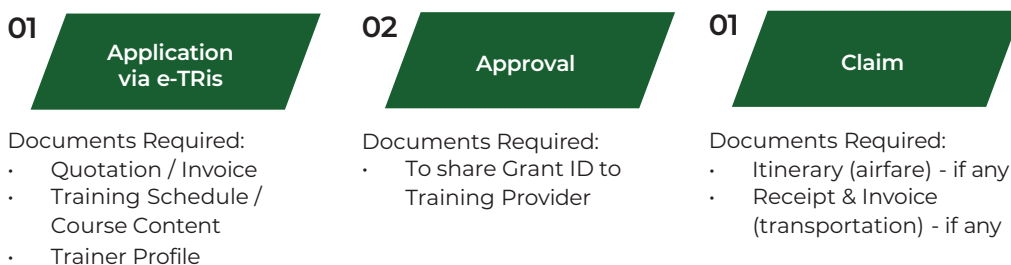 01
Application
via e-TRis
Documents Required:
• Quotation / Invoice
• Training Schedule /
Course Content
• Trainer Profile
02
Approval
Documents Required:
• To share Grant ID to
Training Provider
01
Claim
Documents Required:
• Itinerary (airfare) - if any
• Receipt & Invoice
(transportation) - if any